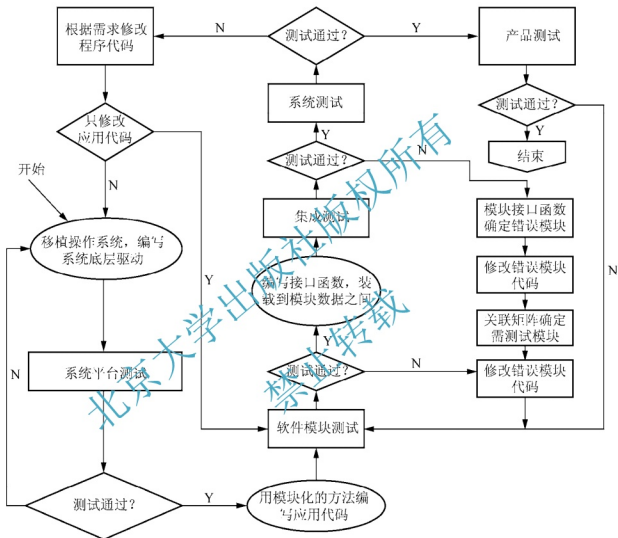 根据需求修改
程序代码
N
测试通过？
Y
产品测试
系统测试
测试通过？
N
Y
结束
只修改
应用代码
Y
N
测试通过？
Y
N
开始
集成测试
模块接口函数
确定错误模块
移植操作系统，编写
系统底层驱动
编写接口函数，装
载到模块数据之间
修改错误模块
代码
关联矩阵确定
需测试模块
Y
N
系统平台测试
测试通过？
N
修改错误模块
代码
软件模块测试
测试通过？
Y
用模块化的方法编
写应用代码
北京大学出版社版权所有
禁止转载